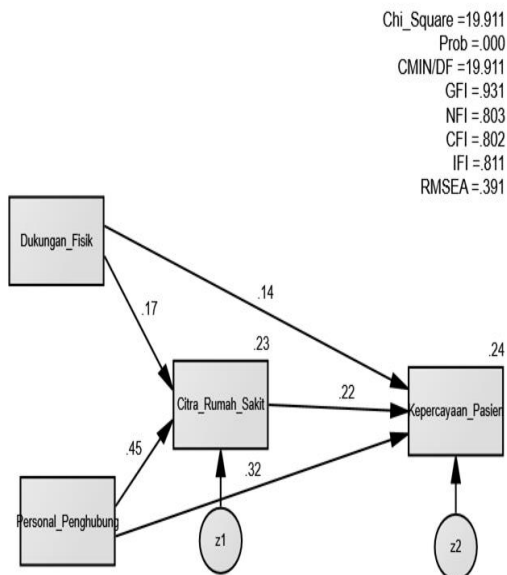 Chi_Square =19.911
Prob =.000
CMIN/DF =19.911
GFI =.931
NFI =.803
CFI =.802
IFI =.811
RMSEA =.391
Dukungan_Fisik
.14
.17
.23
.24
Citra_Rumah_Sakit
.22
Kepercayaan_Pasien
.45
.32
Personal_Penghubung
z1
z2